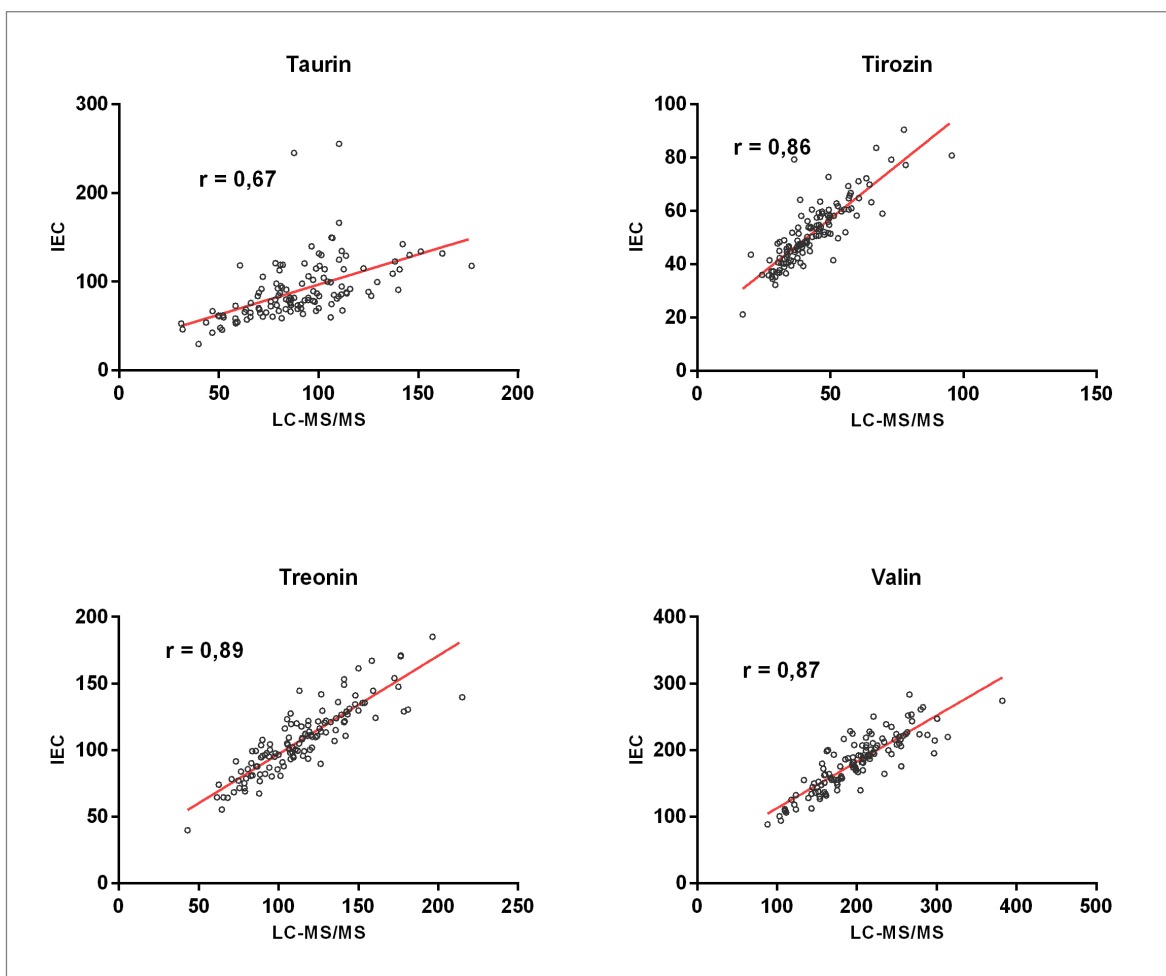 Taurin
300
200
100
0
IEC
r = 0,67
0 50 100 150 200
LC-MS/MS
Tirozin
100
80
60
40
20
0
IEC
r = 0,86
0 50 100 150
LC-MS/MS
Treonin
200
150
100
50
0
IEC
r = 0,89
0 50 100 150 200 250
LC-MS/MS
Valin
400
300
200
100
0
IEC
r = 0,87
0 100 200 300 400 500
LC-MS/MS